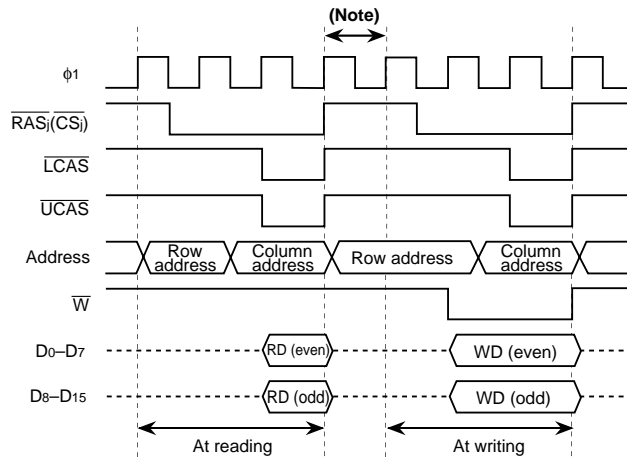 (Note)
ϕ1
RASj(CSj)
LCAS
UCAS
Address
Row
address
Column
address
Row address
Column
address
W
D0–D7
RD (even)
WD (even)
D8–D15
RD (odd)
WD (odd)
At reading
At writing